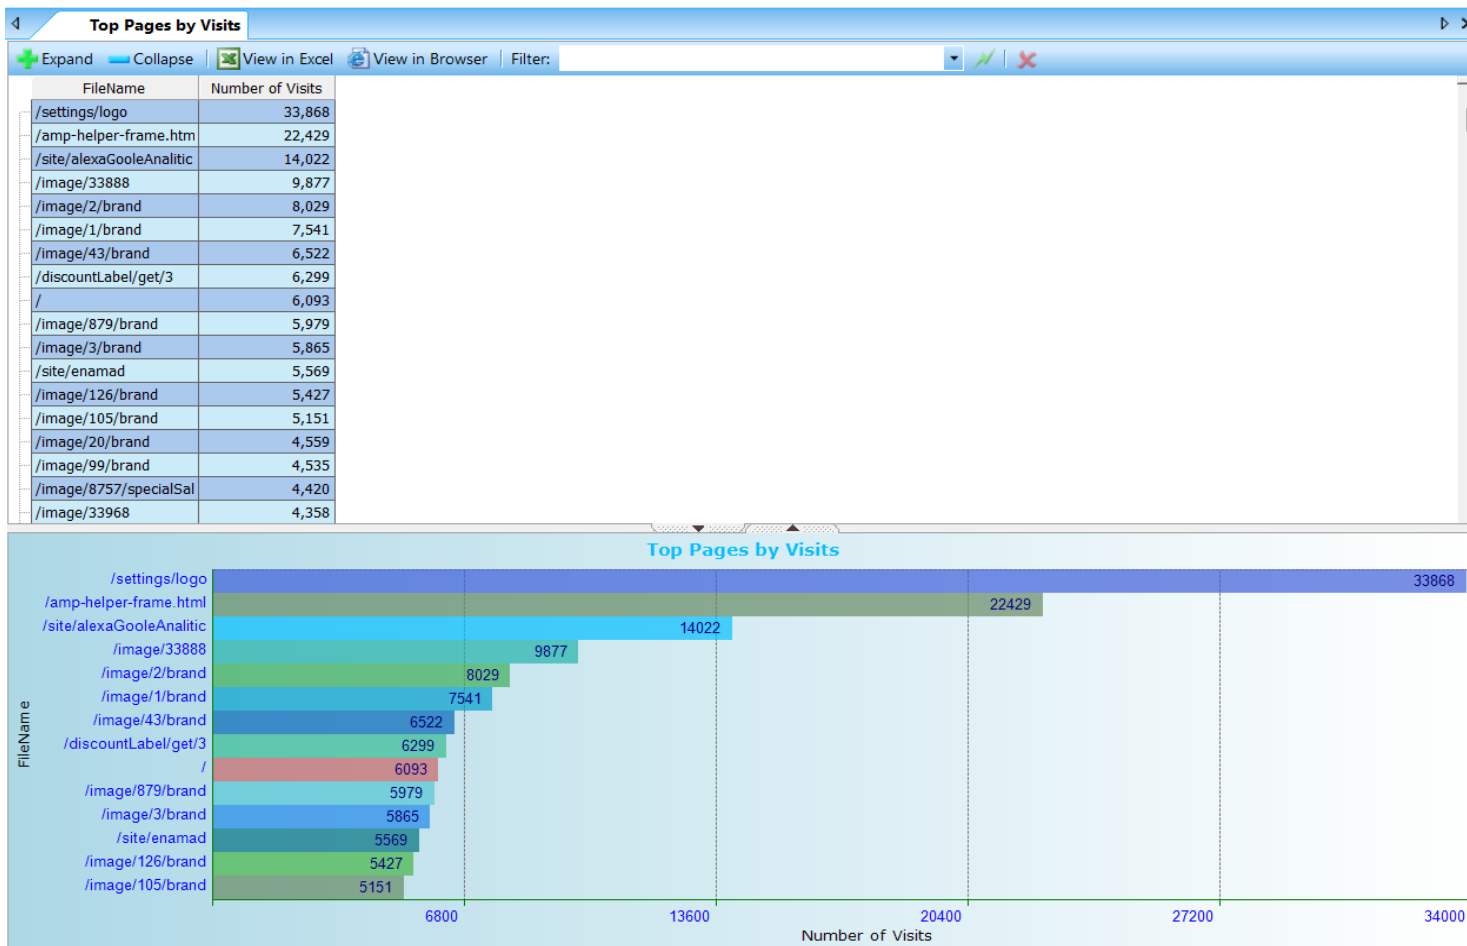 Top Pages by Visits
Expand Collapse View in Excel View in Browser Filter:
FileName Number of Visits
/settings/logo 33,868
/amp-helper-frame.htm 22,429
/site/alexaGooleAnalitic 14,022
/image/33888 9,877
/image/2/brand 8,029
/image/1/brand 7,541
/image/43/brand 6,522
/discountLabel/get/3 6,299
/ 6,093
/image/879/brand 5,979
/image/3/brand 5,865
/site/enamad 5,569
/image/126/brand 5,427
/image/105/brand 5,151
/image/20/brand 4,559
/image/99/brand 4,535
/image/8757/specialSal 4,420
/image/33968 4,358
Top Pages by Visits
FileName
/settings/logo 33868
/amp-helper-frame.html 22429
/site/alexaGooleAnalitic 14022
/image/33888 9877
/image/2/brand 8029
/image/1/brand 7541
/image/43/brand 6522
/discountLabel/get/3 6299
/ 6093
/image/879/brand 5979
/image/3/brand 5865
/site/enamad 5569
/image/126/brand 5427
/image/105/brand 5151
6800 13600 20400 27200 34000
Number of Visits